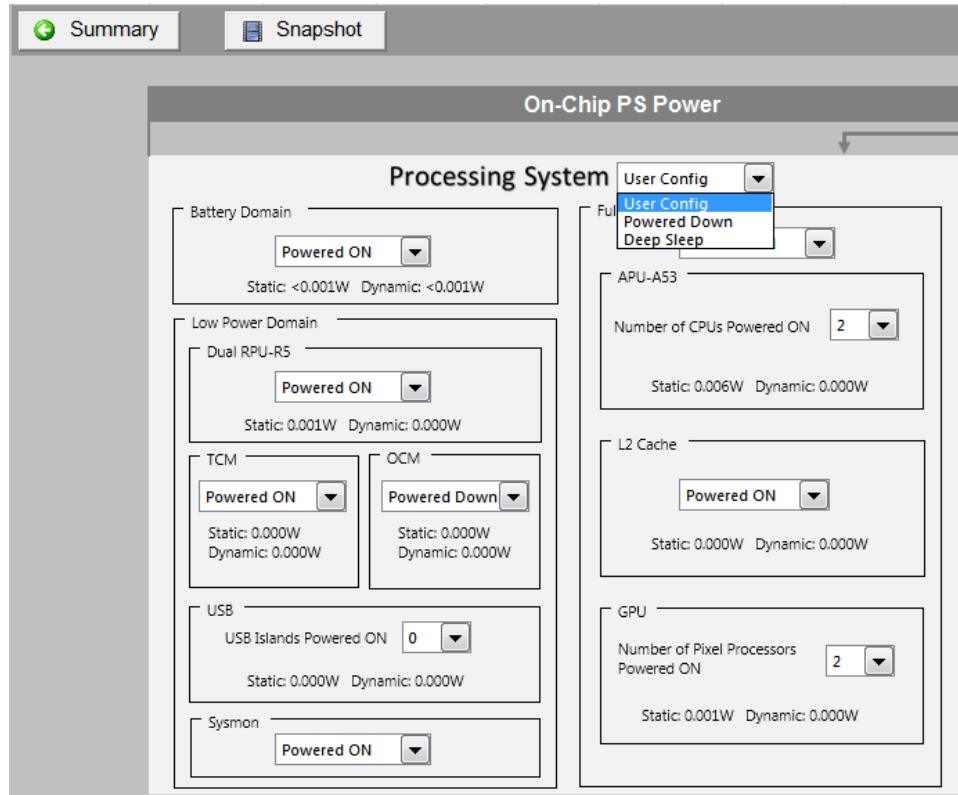 Summary
Snapshot
On-Chip PS Power
Processing System
User Config
User Config
Powered Down
Deep Sleep
Battery Domain
Powered ON
Static: <0.001W Dynamic: <0.001W
Low Power Domain
Dual RPU-R5
Powered ON
Static: 0.001W Dynamic: 0.000W
TCM
Powered ON
Static: 0.000W
Dynamic: 0.000W
OCM
Powered Down
Static: 0.000W
Dynamic: 0.000W
USB
USB Islands Powered ON 0
Static: 0.000W Dynamic: 0.000W
Sysmon
Powered ON
APU-A53
Number of CPUs Powered ON 2
Static: 0.006W Dynamic: 0.000W
L2 Cache
Powered ON
Static: 0.000W Dynamic: 0.000W
GPU
Number of Pixel Processors
Powered ON
2
Static: 0.001W Dynamic: 0.000W